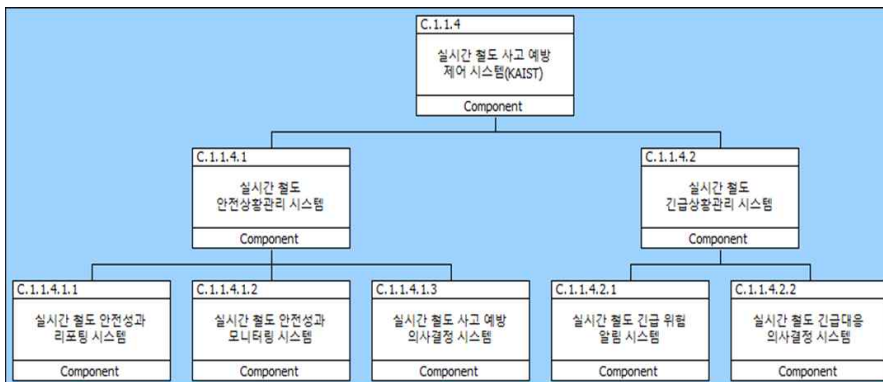 C.1.1.4
실시간 철도 사고 예방
제어 시스템(KAIST)
Component
C.1.1.4.1
실시간 철도
안전상황관리 시스템
Component
C.1.1.4.2
실시간 철도
긴급상황관리 시스템
Component
C.1.1.4.1.1
실시간 철도 안전성과
리포팅 시스템
Component
C.1.1.4.1.2
실시간 철도 안전성과
모니터링 시스템
Component
C.1.1.4.1.3
실시간 철도 사고 예방
의사결정 시스템
Component
C.1.1.4.2.1
실시간 철도 긴급 위험
알림 시스템
Component
C.1.1.4.2.2
실시간 철도 긴급대응
의사결정 시스템
Component